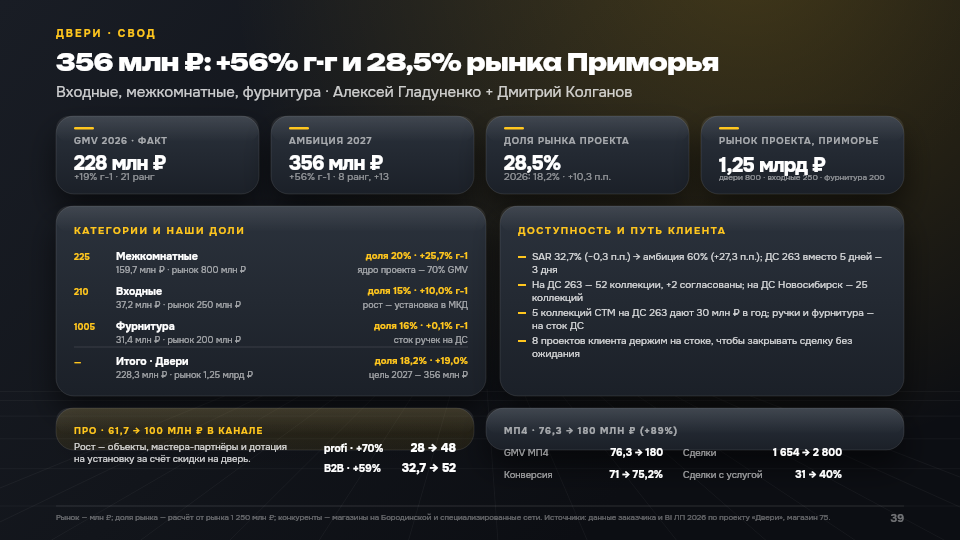 ДВЕРИ · СВОД
356 млн ₽: +56% г-г и 28,5% рынка Приморья
Входные, межкомнатные, фурнитура · Алексей Гладуненко + Дмитрий Колганов
GMV 2026 · ФАКТ
228 млн ₽
+19% г-1 · 21 ранг
АМБИЦИЯ 2027
356 млн ₽
+56% г-1 · 8 ранг, +13
ДОЛЯ РЫНКА ПРОЕКТА
28,5%
2026: 18,2% · +10,3 п.п.
РЫНОК ПРОЕКТА, ПРИМОРЬЕ
1,25 млрд ₽
двери 800 · входные 250 · фурнитура 200
КАТЕГОРИИ И НАШИ ДОЛИ
225 Межкомнатные доля 20% · +25,7% г-1
159,7 млн ₽ · рынок 800 млн ₽ ядро проекта — 70% GMV
210 Входные доля 15% · +10,0% г-1
37,2 млн ₽ · рынок 250 млн ₽ рост — установка в МКД
1005 Фурнитура доля 16% · +0,1% г-1
31,4 млн ₽ · рынок 200 млн ₽ сток ручек на ДС
— Итого · Двери доля 18,2% · +19,0%
228,3 млн ₽ · рынок 1,25 млрд ₽ цель 2027 — 356 млн ₽
ДОСТУПНОСТЬ И ПУТЬ КЛИЕНТА
— SAR 32,7% (−0,3 п.п.) → амбиция 60% (+27,3 п.п.); ДС 263 вместо 5 дней —
3 дня
— На ДС 263 — 52 коллекции, +2 согласованы; на ДС Новосибирск — 25
коллекций
— 5 коллекций СТМ на ДС 263 дают 30 млн ₽ в год; ручки и фурнитура —
на сток ДС
— 8 проектов клиента держим на стоке, чтобы закрывать сделку без
ожидания
ПРО · 61,7 → 100 МЛН ₽ В КАНАЛЕ
Рост — объекты, мастера-партнёры и дотация
на установку за счёт скидки на дверь.
profi · +70% 28 → 48
B2B · +59% 32,7 → 52
МП4 · 76,3 → 180 МЛН ₽ (+89%)
GMV МП4 76,3 → 180 Сделки 1 654 → 2 800
Конверсия 71 → 75,2% Сделки с услугой 31 → 40%
Рынок — млн ₽; доля рынка — расчёт от рынка 1 250 млн ₽; конкуренты — магазины на Бородинской и специализированные сети. Источники: данные заказчика и BI ЛП 2026 по проекту «Двери», магазин 75.
39